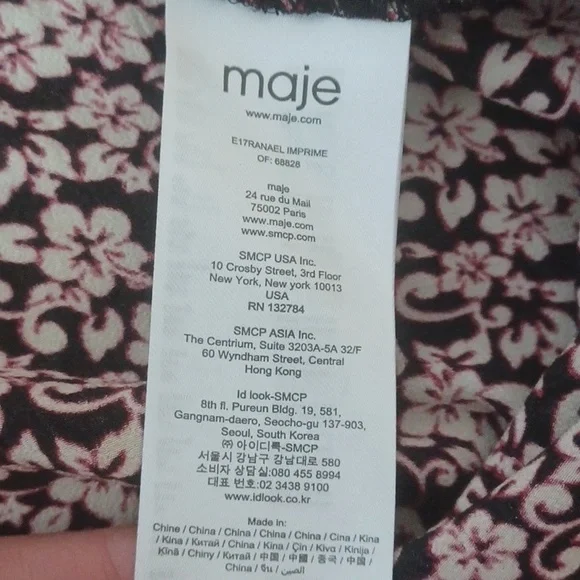 maje
www.maje.com
E17RANAEL IMPRIME
OF: 68828
maje
24 rue du Mail
75002 Paris
www.maje.com
www.smcp.com
SMCP USA Inc.
10 Crosby Street, 3rd Floor
New York, new york 10013
USA
RN 132784
SMCP ASIA Inc.
The Centrium, Suite 3203A-5A 32/F
60 Wyndham Street, Central
Hong Kong
Id look-SMCP
8th fl. Pureun Bldg. 19, 581,
Gangnam-daero, Seocho-gu 137-903,
Seoul, South Korea
㈜ 아이디룩-SMCP
서울시 강남구 강남대로 580
소비자 상담실:080 455 8994
대표 번호:02 3438 9100
www.idlook.co.kr
Made in:
Chine / China / China / China / China / Cina / Kina
/ Kina / Китай / China / Kina / Çin / Kiva / Kinija /
Ķīnā / Chiny / Китай / 中国 / 中國 / 중국 / 中国 /
China / จีน / الصين